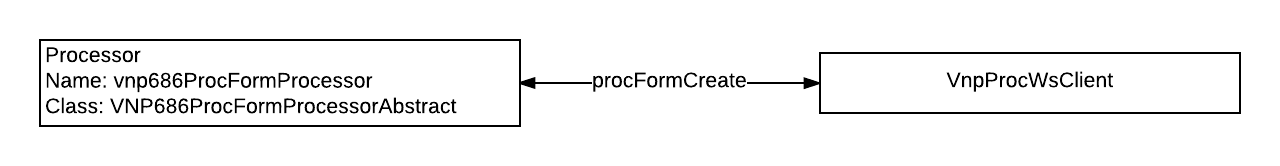 Processor
Name: vnp686ProcFormProcessor
Class: VNP686ProcFormProcessorAbstract
procFormCreate
VnpProcWsClient